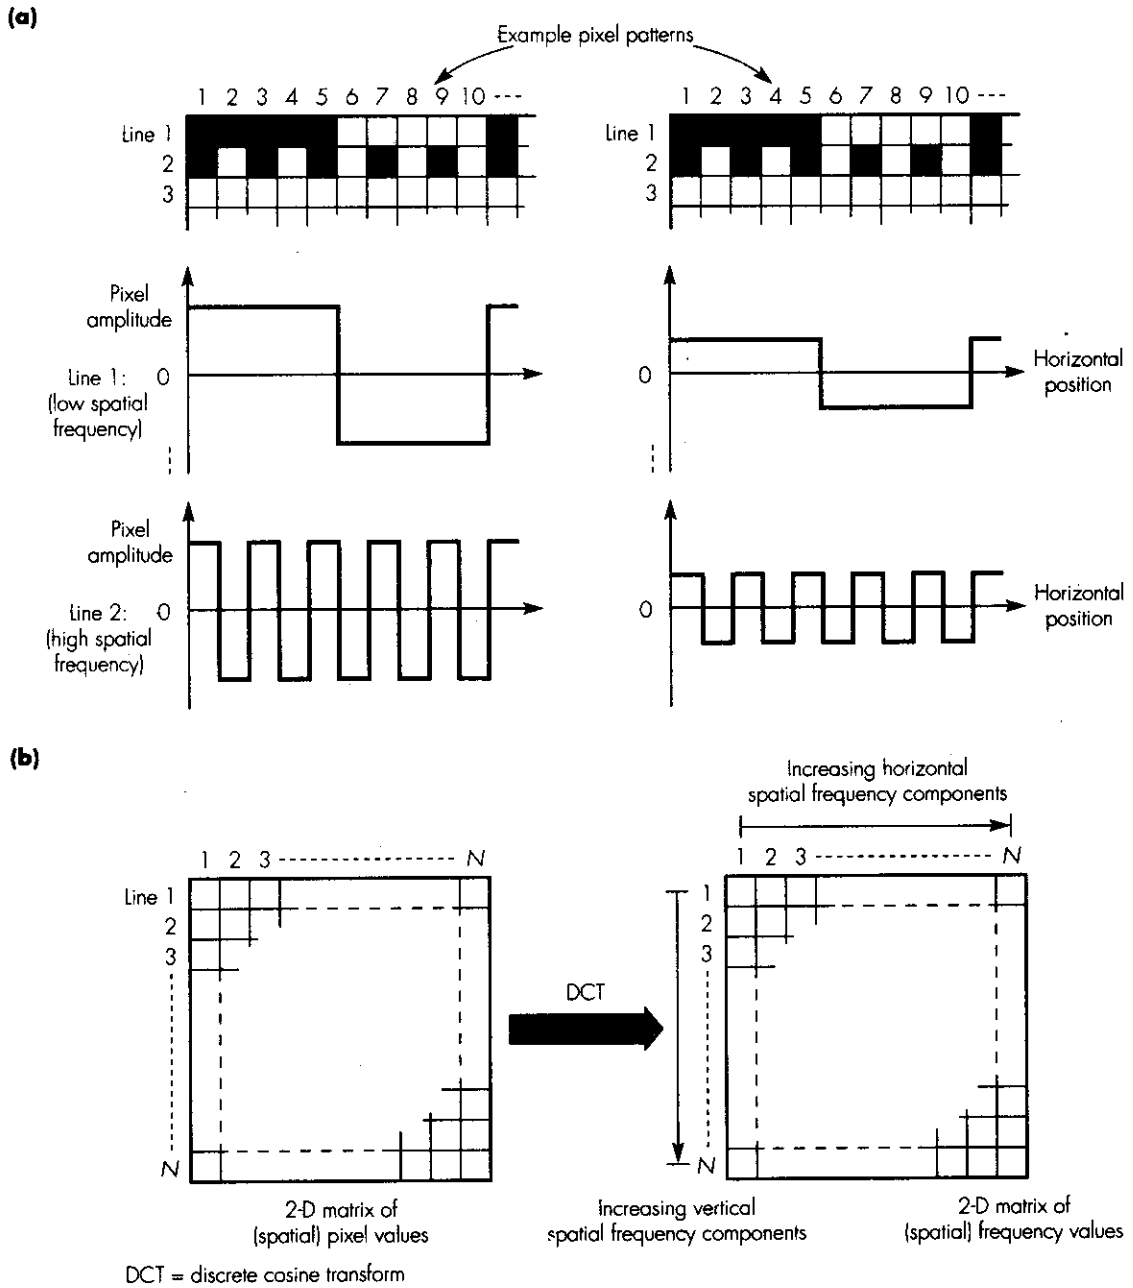 (a)
Example pixel patterns
1 2 3 4 5 6 7 8 9 10 ---
1 2 3 4 5 6 7 8 9 10 ----
Line 1
2
3
Line 1
2
3
Pixel
amplitude
Line 1: 0
(low spatial
frequency)
0
Horizontal
position
Pixel
amplitude
Line 2: 0
(high spatial
frequency)
0
Horizontal
position
(b)
Increasing horizontal
spatial frequency components
1 2 3 N
Line 1
2
3
N
DCT
1 2 3 N
1
2
3
N
2-D matrix of
(spatial) pixel values
Increasing vertical
spatial frequency components
2-D matrix of
(spatial) frequency values
DCT = discrete cosine transform